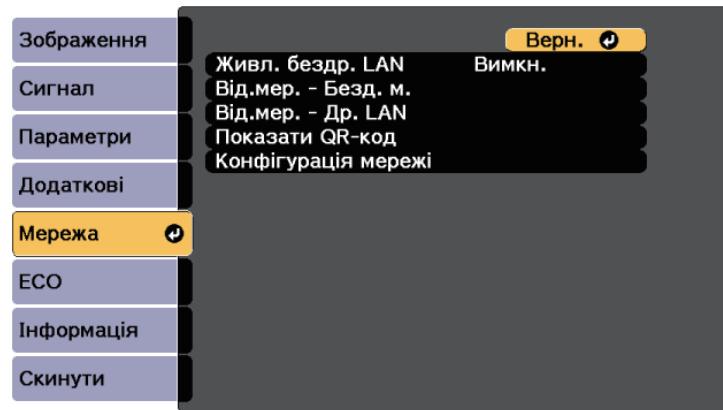 Зображення
Сигнал
Параметри
Додаткові
Мережа
ECO
Інформація
Скинути
Верн.
Живл. бездр. LAN Вимкн.
Від.мер. - Безд. м.
Від.мер. - Др. LAN
Показати QR-код
Конфігурація мережі